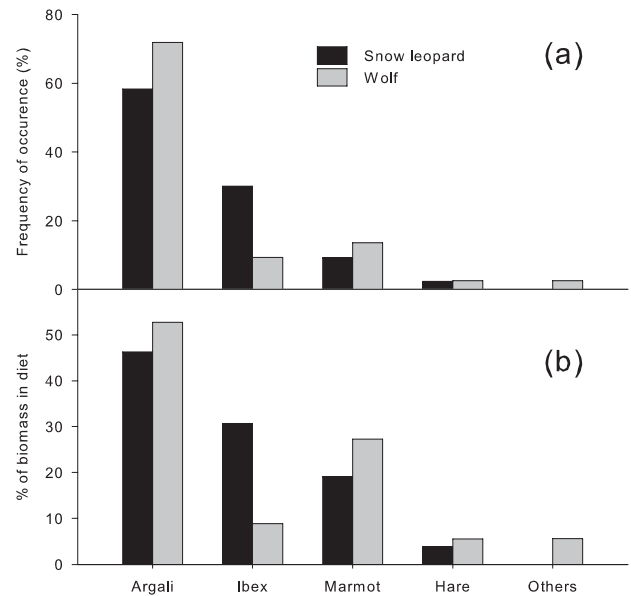 80
60
40
20
0
Frequency of occurence (%)
Snow leopard
Wolf
(a)
50
40
30
20
10
0
% of biomass in diet
(b)
Argali
Ibex
Marmot
Hare
Others